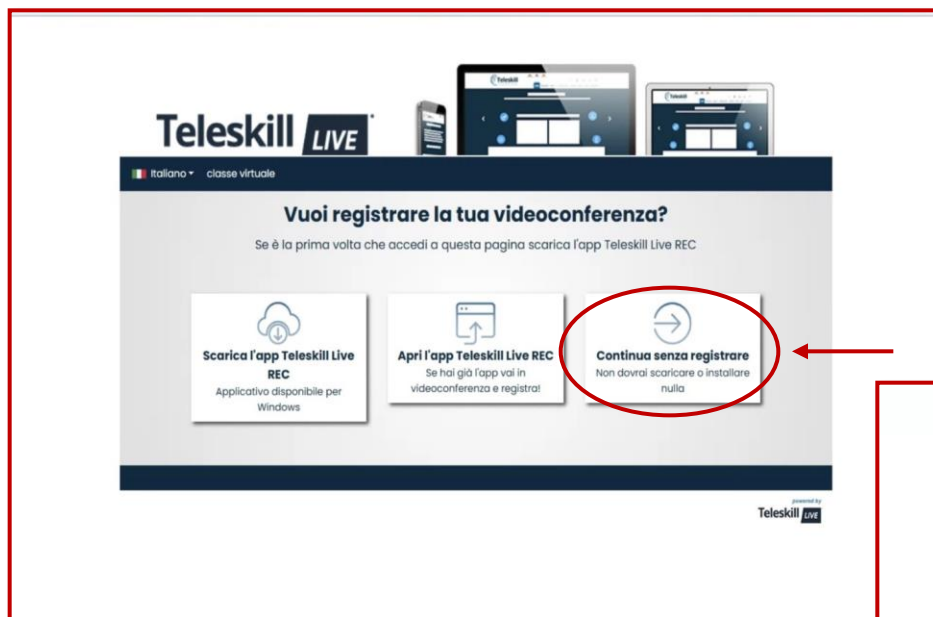 Teleskill LIVE
Teleskill
Teleskill
Italiano classe virtuale
Vuoi registrare la tua videoconferenza?
Se è la prima volta che accedi a questa pagina scarica l'app Teleskill Live REC
Scarica l'app Teleskill Live
REC
Applicativo disponibile per
Windows
Apri l'app Teleskill Live REC
Se hai già l'app vai in
videoconferenza e registra!
Continua senza registrare
Non dovrai scaricare o installare
nulla
powered by
Teleskill LIVE